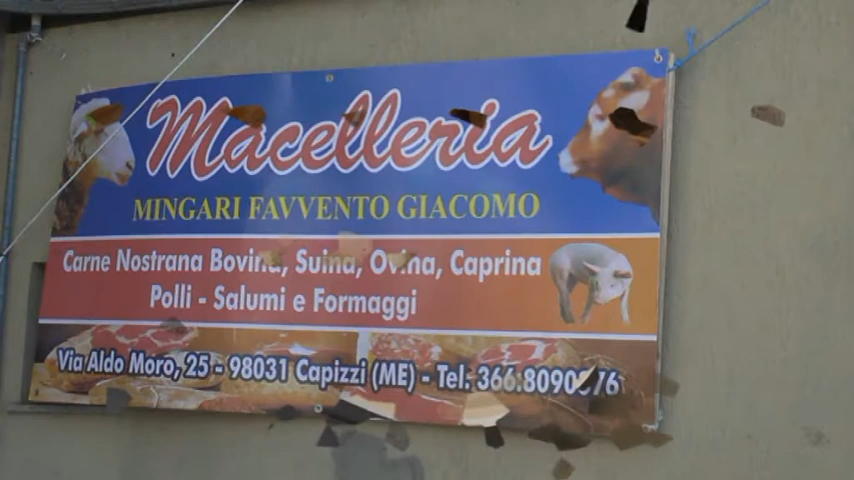 Macelleria
MINGARI FAVVENTO GIACOMO
Carne Nostrana Bovina, Suina, Ovina, Caprina
Polli - Salumi e Formaggi
Via Aldo Moro, 25 - 98031 Capizzi (ME) - Tel.